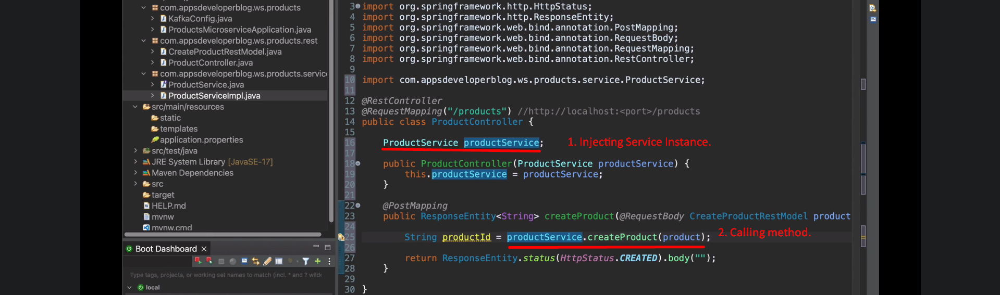 com.appsdeveloperblog.ws.products
KafkaConfig.java
ProductsMicroserviceApplication.java
com.appsdeveloperblog.ws.products.rest
CreateProductRestModel.java
ProductController.java
com.appsdeveloperblog.ws.products.service
ProductService.java
ProductServiceImpl.java
src/main/resources
static
templates
application.properties
src/test/java
JRE System Library [JavaSE-17]
Maven Dependencies
src
target
HELP.md
mvnw
mvnw.cmd
Boot Dashboard
Type tags, projects, or working set names to match (incl. * and ? wildc
local
3 import org.springframework.http.HttpStatus;
4 import org.springframework.http.ResponseEntity;
5 import org.springframework.web.bind.annotation.PostMapping;
6 import org.springframework.web.bind.annotation.RequestBody;
7 import org.springframework.web.bind.annotation.RequestMapping;
8 import org.springframework.web.bind.annotation.RestController;
9
10 import com.appsdeveloperblog.ws.products.service.ProductService;
11
12 @RestController
13 @RequestMapping("/products") //http://localhost:<port>/products
14 public class ProductController {
15
16 ProductService productService; 1. Injecting Service Instance.
17
18 public ProductController(ProductService productService) {
19 this.productService = productService;
20 }
21
22 @PostMapping
23 public ResponseEntity<String> createProduct(@RequestBody CreateProductRestModel product
24
25 String productId = productService.createProduct(product); 2. Calling method.
26
27 return ResponseEntity.status(HttpStatus.CREATED).body("");
28 }
29
30 }